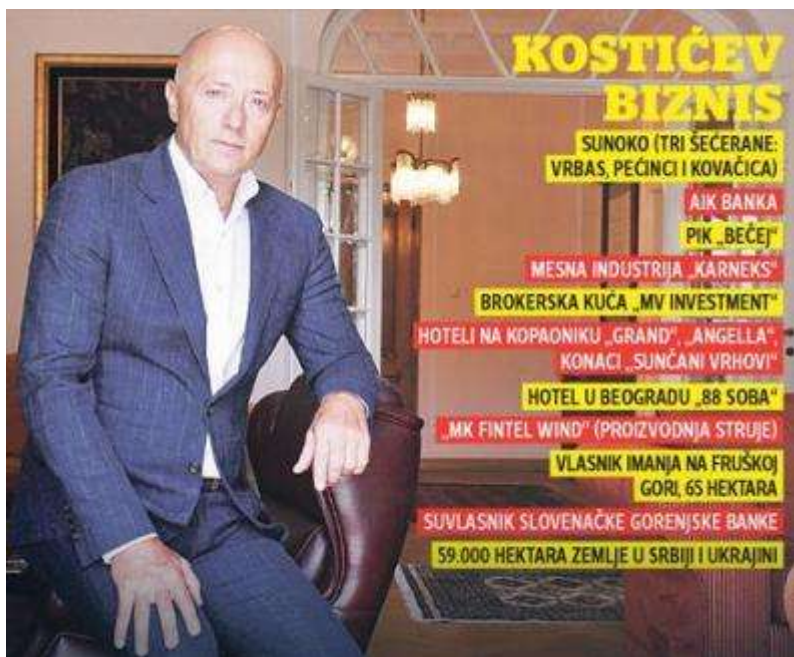 KOSTIĆEV
BIZNIS
SUNOKO (TRI ŠEĆERANE:
VRBAS, PEĆINCI I KOVAČICA)
AIK BANKA
PIK „BEČEJ“
MESNA INDUSTRIJA „KARNEKS“
BROKERSKA KUĆA „MV INVESTMENT“
HOTELI NA KOPAONIKU „GRAND“, „ANGELLA“,
KONACI „SUNČANI VRHOVI“
HOTEL U BEOGRADU „88 SOBA“
„MK FINTEL WIND“ (PROIZVODNJA STRUJE)
VLASNIK IMANJA NA FRUŠKOJ
GORI, 65 HEKTARA
SUVLASNIK SLOVENAČKE GORENJSKE BANKE
59.000 HEKTARA ZEMLJE U SRBIJI I UKRAJINI